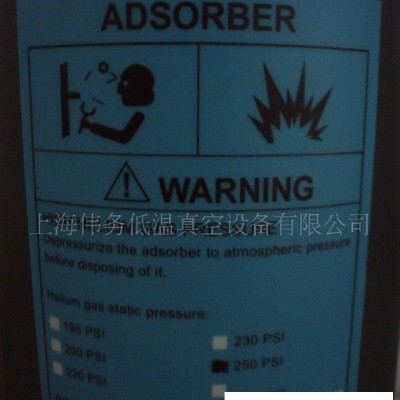 ADSORBER
WARNING
上海伟务低温真空设备有限公司
Depressurize the adsorber to atmospheric pressure
before disposing of it.
Helium gas static pressure:
195 PSI
230 PSI
200 PSI
250 PSI
220 PSI